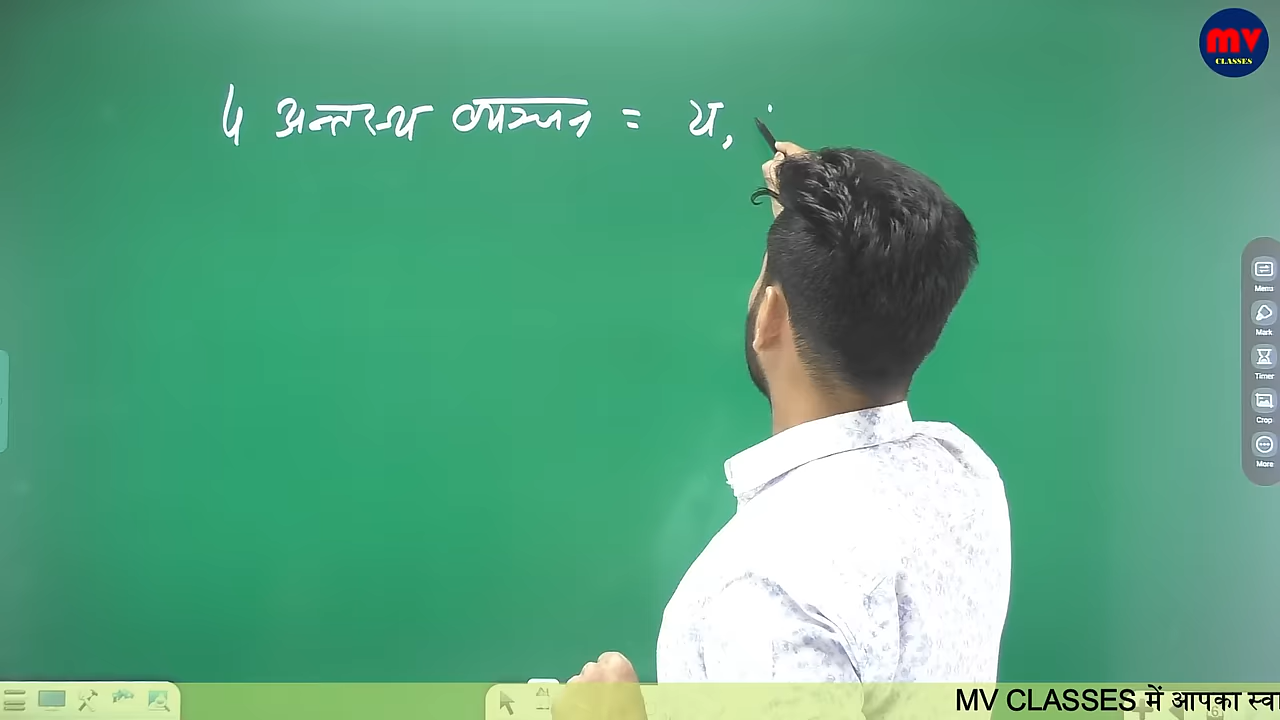 MV
CLASSES
4 अन्तस्थ व्यञ्जन = य,
Menu
Mark
Timer
Crop
More
MV CLASSES में आपका स्वा